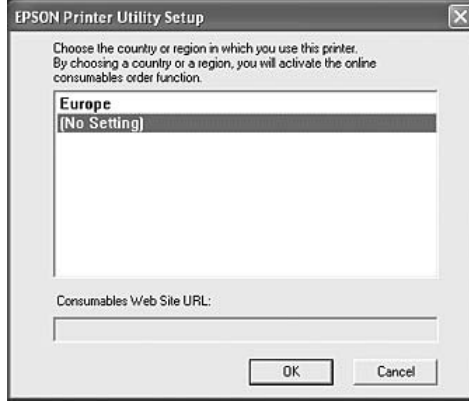 EPSON Printer Utility Setup
Choose the country or region in which you use this printer.
By choosing a country or a region, you will activate the online
consumables order function.
Europe
(No Setting)
Consumables Web Site URL:
OK
Cancel